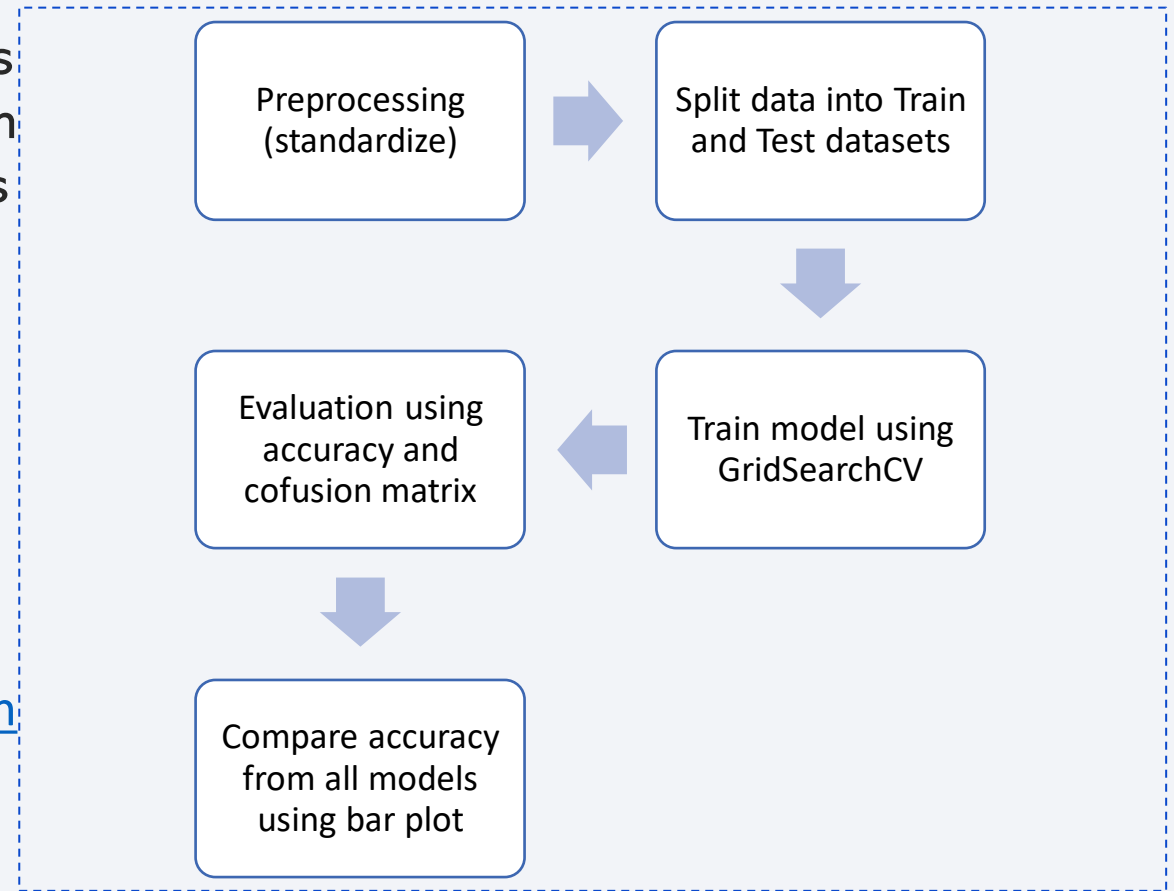 s
n
s
Preprocessing
(standardize)
Split data into Train
and Test datasets
Train model using
GridSearchCV
Evaluation using
accuracy and
cofusion matrix
n
Compare accuracy
from all models
using bar plot